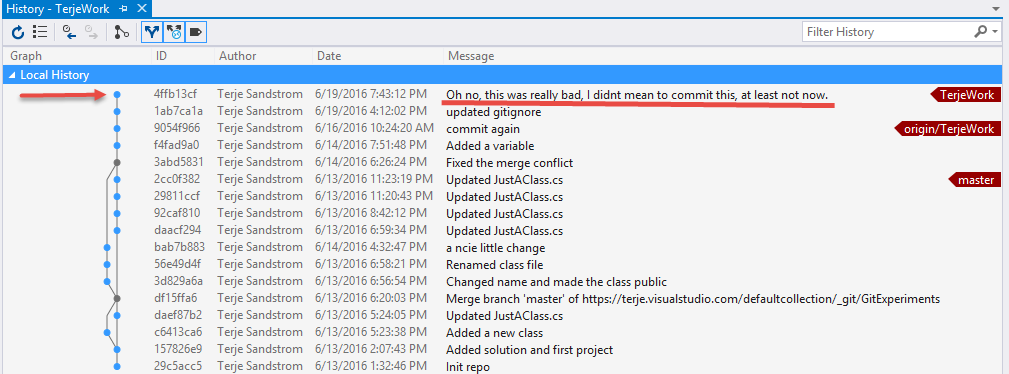 History - TerjeWork
Filter History
Graph ID Author Date Message
Local History
4ffb13cf Terje Sandstrom 6/19/2016 7:43:12 PM Oh no, this was really bad, I didnt mean to commit this, at least not now. TerjeWork
1ab7ca1a Terje Sandstrom 6/19/2016 7:41:02 PM updated gitignore
9054f966 Terje Sandstrom 6/16/2016 10:24:20 AM commit again origin/TerjeWork
f4fad9a0 Terje Sandstrom 6/14/2016 7:51:48 PM Added a variable
3abd5831 Terje Sandstrom 6/14/2016 6:26:24 PM Fixed the merge conflict
2cc0f382 Terje Sandstrom 6/13/2016 11:23:19 PM Updated JustAClass.cs master
29811ccf Terje Sandstrom 6/13/2016 11:20:43 PM Updated JustAClass.cs
92caf810 Terje Sandstrom 6/13/2016 8:42:12 PM Updated JustAClass.cs
daacf294 Terje Sandstrom 6/13/2016 6:59:34 PM Updated JustAClass.cs
bab7b883 Terje Sandstrom 6/14/2016 4:32:47 PM a ncie little change
56e49d4f Terje Sandstrom 6/13/2016 6:58:21 PM Renamed class file
3d829a6a Terje Sandstrom 6/13/2016 6:56:54 PM Changed name and made the class public
df15ffa6 Terje Sandstrom 6/13/2016 6:20:03 PM Merge branch 'master' of https://terje.visualstudio.com/defaultcollection/_git/GitExperiments
daef87b2 Terje Sandstrom 6/13/2016 5:24:05 PM Updated JustAClass.cs
c6413ca6 Terje Sandstrom 6/13/2016 5:23:38 PM Added a new class
157826e9 Terje Sandstrom 6/13/2016 2:07:43 PM Added solution and first project
29c5acc5 Terje Sandstrom 6/13/2016 1:32:46 PM Init repo